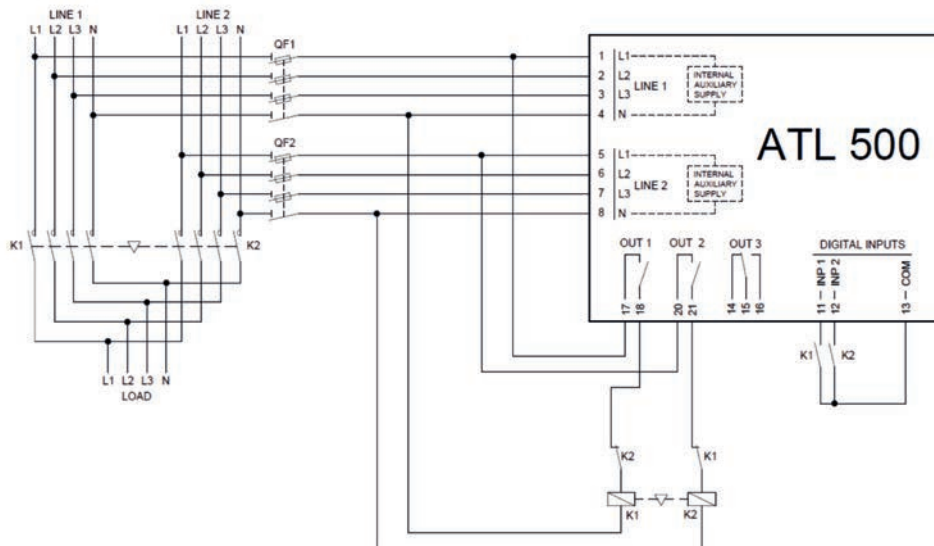 LINE 1
LINE 2
L1 L2 L3 N
L1 L2 L3 N
QF1
1 L1
2 L2
3 L3
4 N
LINE 1
INTERNAL
AUXILIARY
SUPPLY
ATL 500
QF2
5 L1
6 L2
7 L3
8 N
LINE 2
INTERNAL
AUXILIARY
SUPPLY
K1
K2
OUT 1
OUT 2
OUT 3
DIGITAL INPUTS
17
18
20
21
14
15
16
11 – INP 1
12 – INP 2
13 – COM
K1
K2
L1 L2 L3 N
LOAD
K2
K1
K1
K2